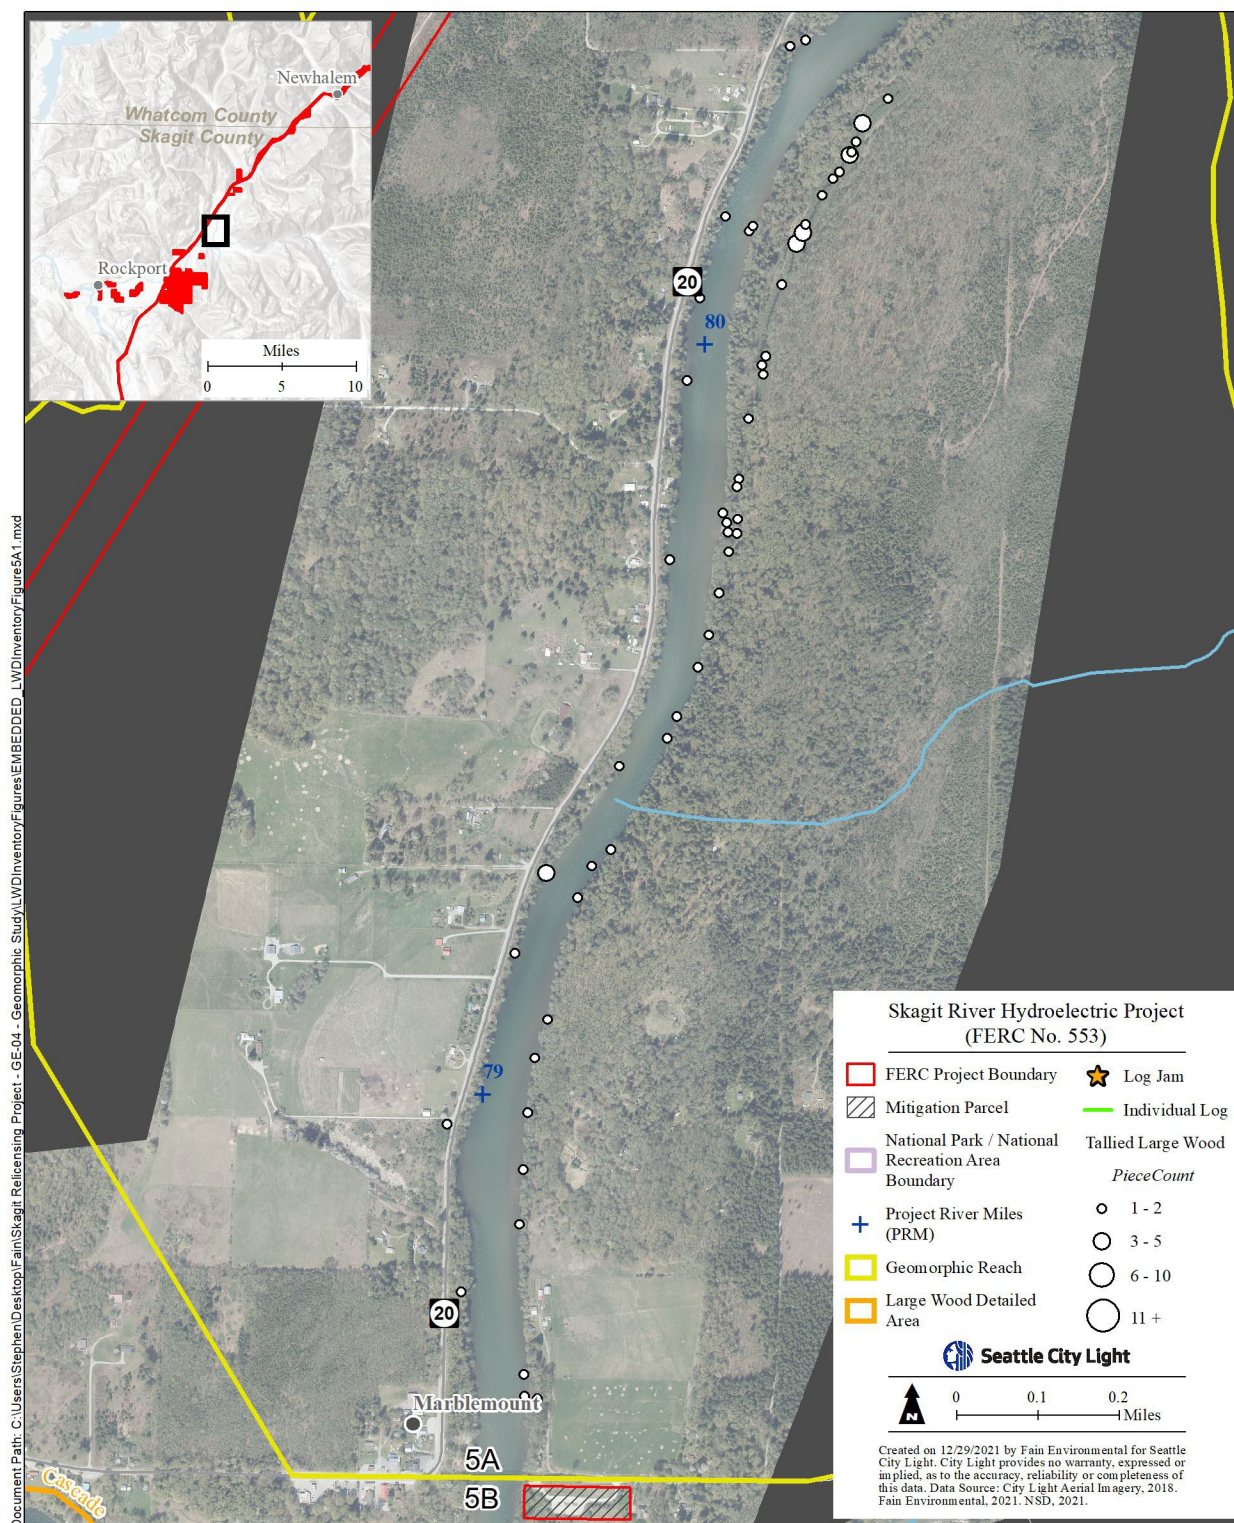 Newhalem
Whatcom County
Skagit County
Rockport
Miles
0 5 10
20
80
79
20
Marblemount
5A
5B
Cascade
Document Path: C:\Users\Stephen\Desktop\Fain\Skagit Relicensing Project - GE-04 - Geomorphic Study\LWDInventoryFigures\EMBEDDED_LWDInventoryFigure5A1.mxd
Skagit River Hydroelectric Project
(FERC No. 553)
FERC Project Boundary
Mitigation Parcel
National Park / National
Recreation Area
Boundary
Project River Miles
(PRM)
Geomorphic Reach
Large Wood Detailed
Area
Log Jam
Individual Log
Tallied Large Wood
PieceCount
1 - 2
3 - 5
6 - 10
11 +
Seattle City Light
N
0 0.1 0.2
Miles
Created on 12/29/2021 by Fain Environmental for Seattle
City Light. City Light provides no warranty, expressed or
implied, as to the accuracy, reliability or completeness of
this data. Data Source: City Light Aerial Imagery, 2018.
Fain Environmental, 2021. NSD, 2021.